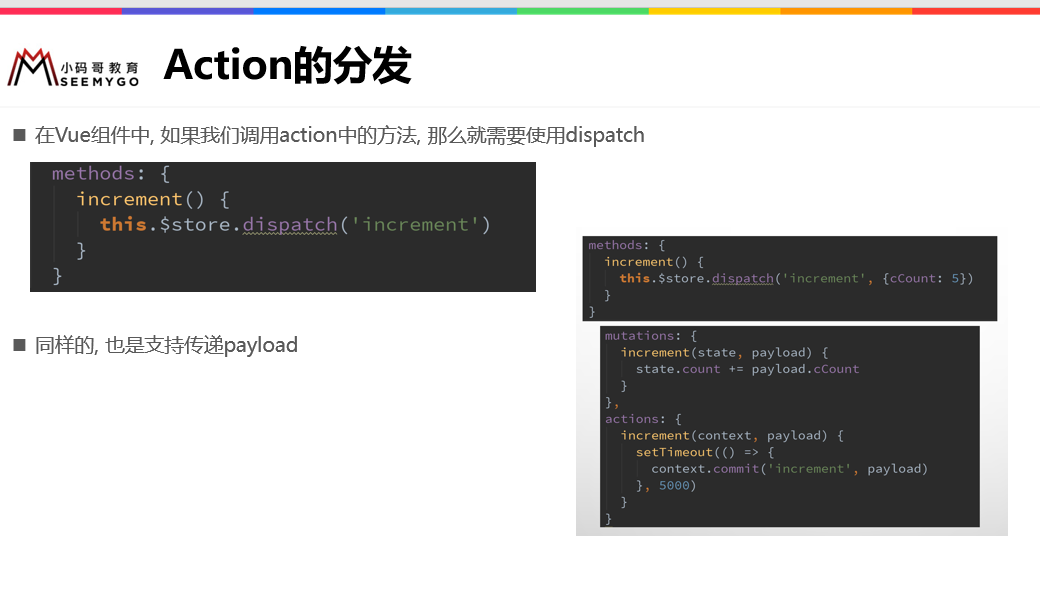 小码哥教育
SEEMYGO
Action的分发
■ 在Vue组件中, 如果我们调用action中的方法, 那么就需要使用dispatch
methods: {
increment() {
this.$store.dispatch('increment')
}
}
■ 同样的, 也是支持传递payload
methods: {
increment() {
this.$store.dispatch('increment', {cCount: 5})
}
}
mutations: {
increment(state, payload) {
state.count += payload.cCount
}
},
actions: {
increment(context, payload) {
setTimeout(() => {
context.commit('increment', payload)
}, 5000)
}
}